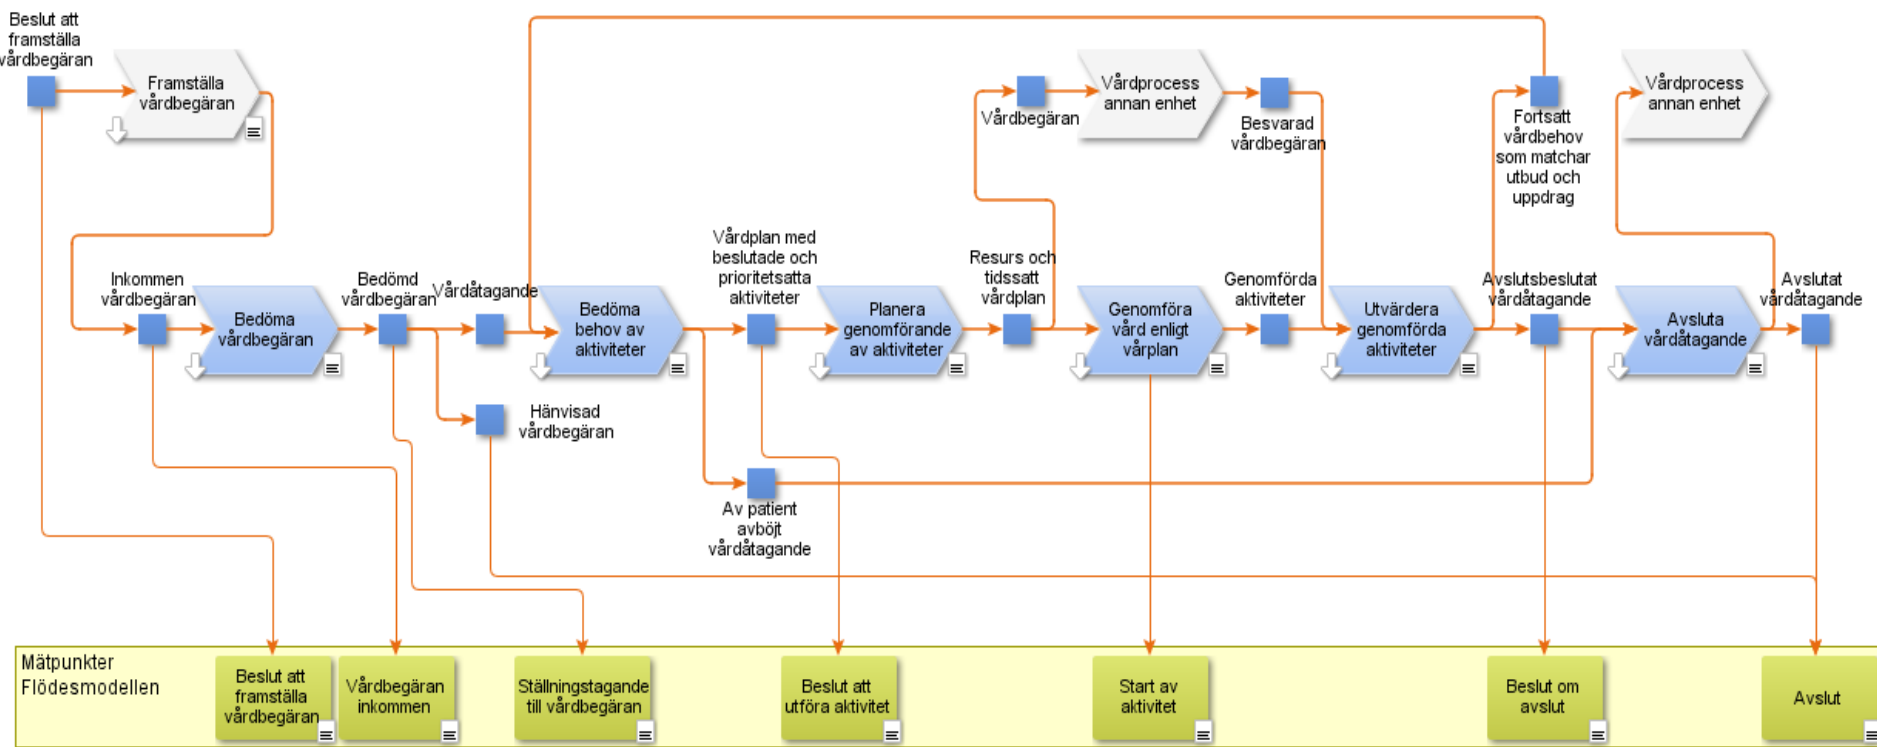 Beslut att
framställa
vårdbegäran
Framställa
vårdbegäran
Vårdbegäran
Vårdprocess
annan enhet
Besvarad
vårdbegäran
Fortsatt
vårdbehov
som matchar
utbud och
uppdrag
Vårdprocess
annan enhet
Inkommen
vårdbegäran
Bedöma
vårdbegäran
Bedömd
vårdbegäran
Vårdåtagande
Bedöma
behov av
aktiviteter
Vårdplan med
beslutade och
prioritetsatta
aktiviteter
Planera
genomförande
av aktiviteter
Resurs och
tidssatt
vårdplan
Genomföra
vård enligt
vårplan
Genomförda
aktiviteter
Utvärdera
genomförda
aktiviteter
Avslutsbeslutat
vårdåtagande
Avsluta
vårdåtagande
Avslutat
vårdåtagande
Hänvisad
vårdbegäran
Av patient
avböjt
vårdåtagande
Mätpunkter
Flödesmodellen
Beslut att
framställa
vårdbegäran
Vårdbegäran
inkommen
Ställningstagande
till vårdbegäran
Beslut att
utföra aktivitet
Start av
aktivitet
Beslut om
avslut
Avslut